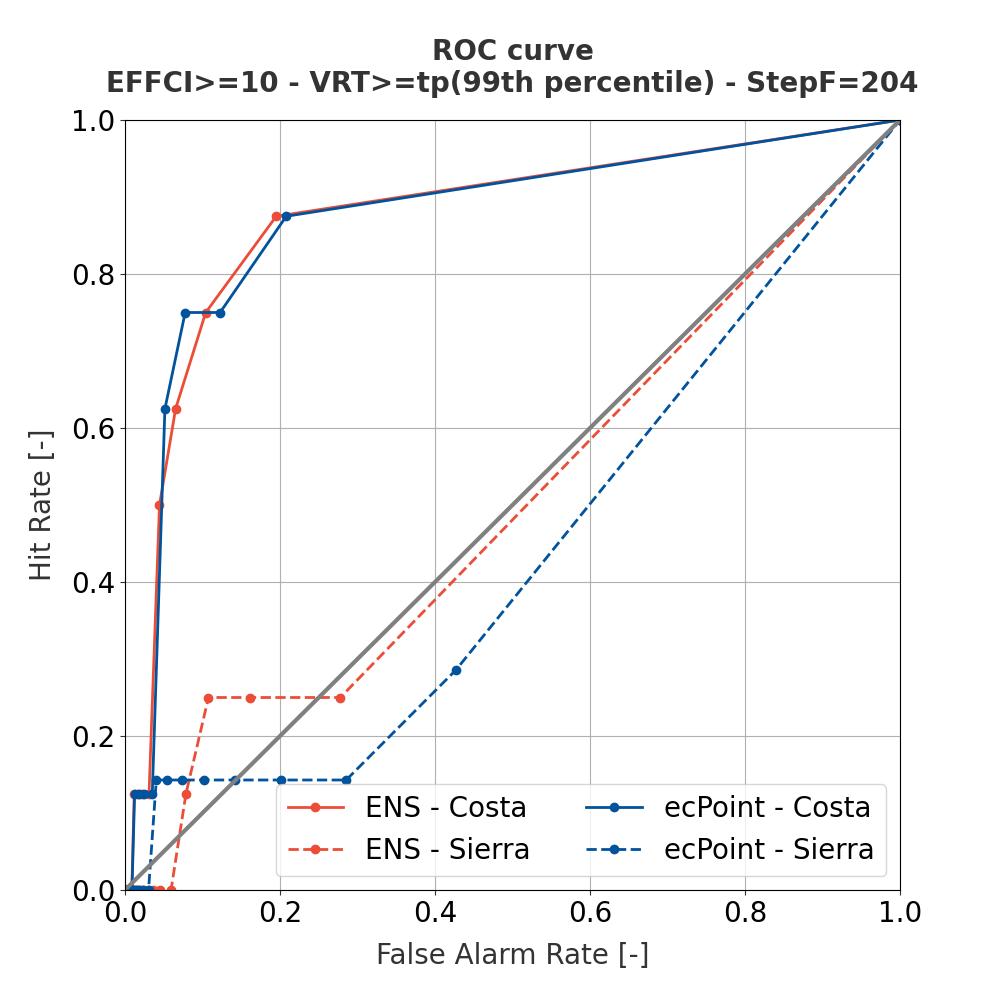 ROC curve
EFFCI>=10 - VRT>=tp(99th percentile) - StepF=204
1.0
0.8
0.6
0.4
0.2
0.0
Hit Rate [-]
ENS - Costa
ENS - Sierra
ecPoint - Costa
ecPoint - Sierra
0.0 0.2 0.4 0.6 0.8 1.0
False Alarm Rate [-]